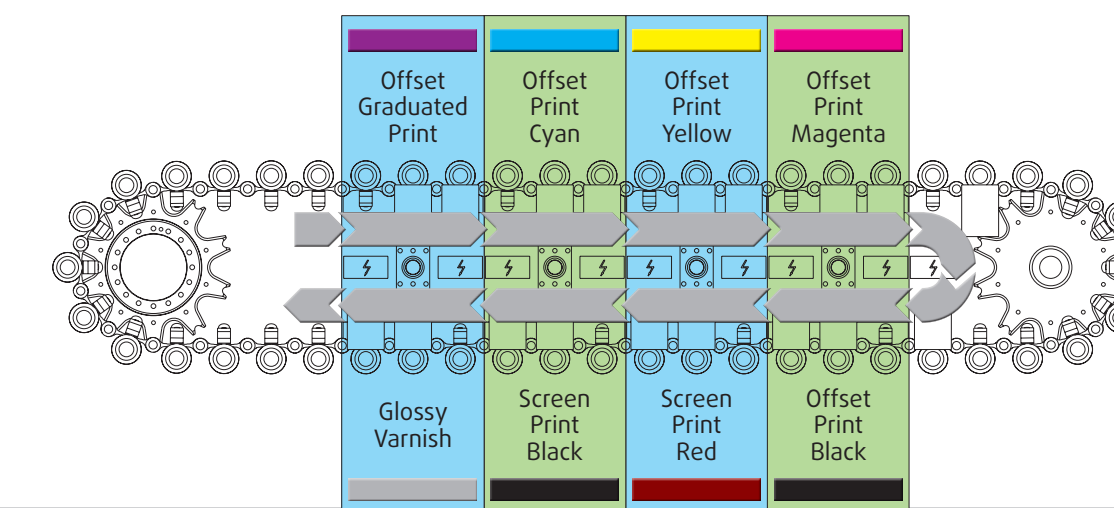 Offset
Graduated
Print
Offset
Print
Cyan
Offset
Print
Yellow
Offset
Print
Magenta
Glossy
Varnish
Screen
Print
Black
Screen
Print
Red
Offset
Print
Black